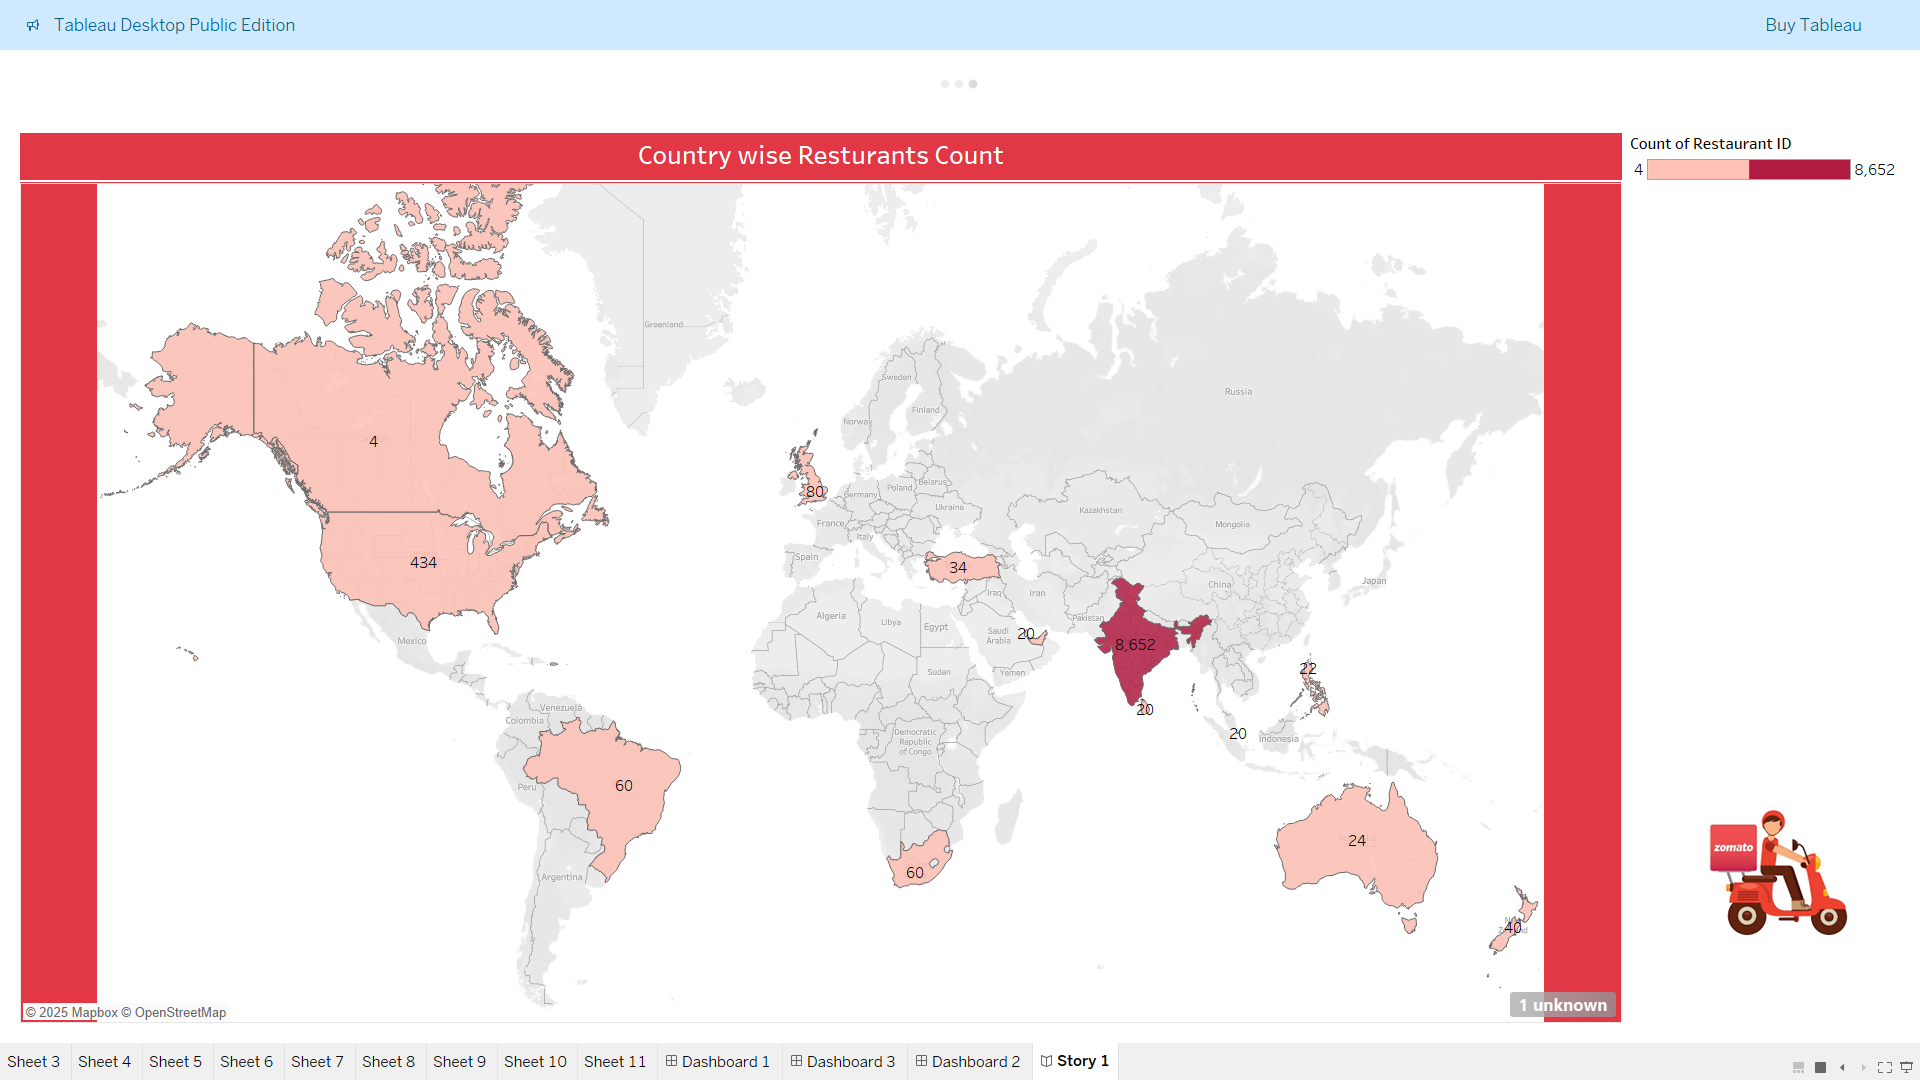 Tableau Desktop Public Edition
Buy Tableau
Country wise Resturants Count
Count of Restaurant ID
4
8,652
Greenland
Russia
Sweden
Finland
Norway
4
80
Germany
Poland
Belarus
Ukraine
France
Italy
Spain
Kazakhstan
Mongolia
434
34
China
Japan
Iraq
Iran
Algeria
Libya
Egypt
Saudi
Arabia
20
Pakistan
8,652
Mexico
Sudan
Yemen
22
20
Venezuela
Colombia
Democratic
Republic
of Congo
20
Indonesia
60
Peru
24
zomato
60
Argentina
40
© 2025 Mapbox © OpenStreetMap
1 unknown
Sheet 3
Sheet 4
Sheet 5
Sheet 6
Sheet 7
Sheet 8
Sheet 9
Sheet 10
Sheet 11
Dashboard 1
Dashboard 3
Dashboard 2
Story 1